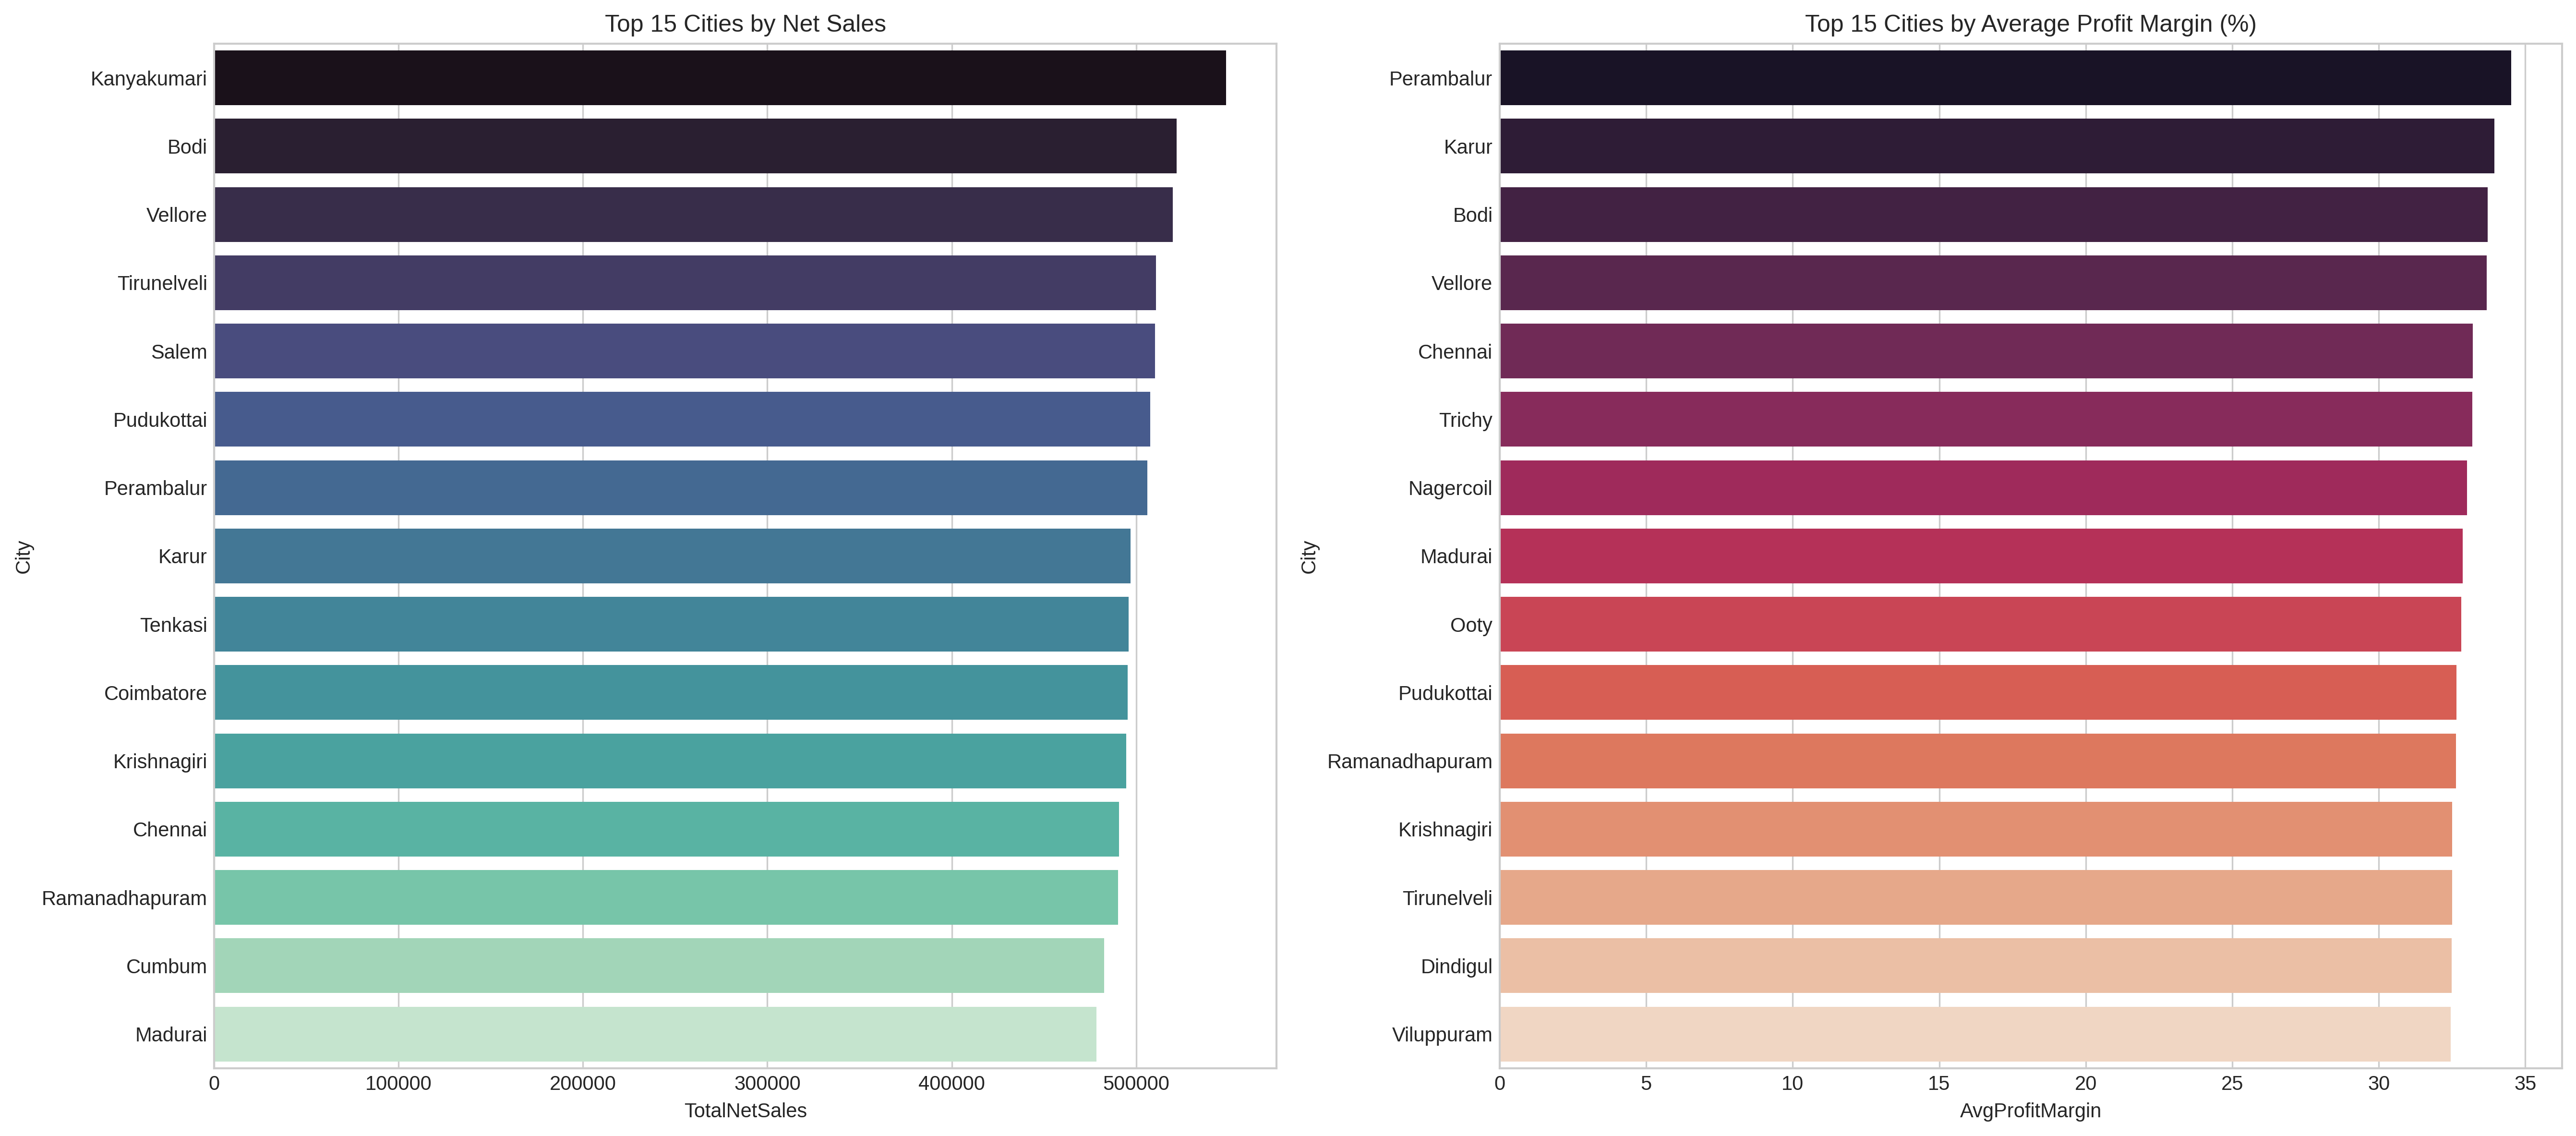 Top 15 Cities by Net Sales
Kanyakumari
Bodi
Vellore
Tirunelveli
Salem
Pudukottai
Perambalur
Karur
Tenkasi
Coimbatore
Krishnagiri
Chennai
Ramanadhapuram
Cumbum
Madurai
City
0 100000 200000 300000 400000 500000
TotalNetSales
Top 15 Cities by Average Profit Margin (%)
Perambalur
Karur
Bodi
Vellore
Chennai
Trichy
Nagercoil
Madurai
Ooty
Pudukottai
Ramanadhapuram
Krishnagiri
Tirunelveli
Dindigul
Viluppuram
City
0 5 10 15 20 25 30 35
AvgProfitMargin